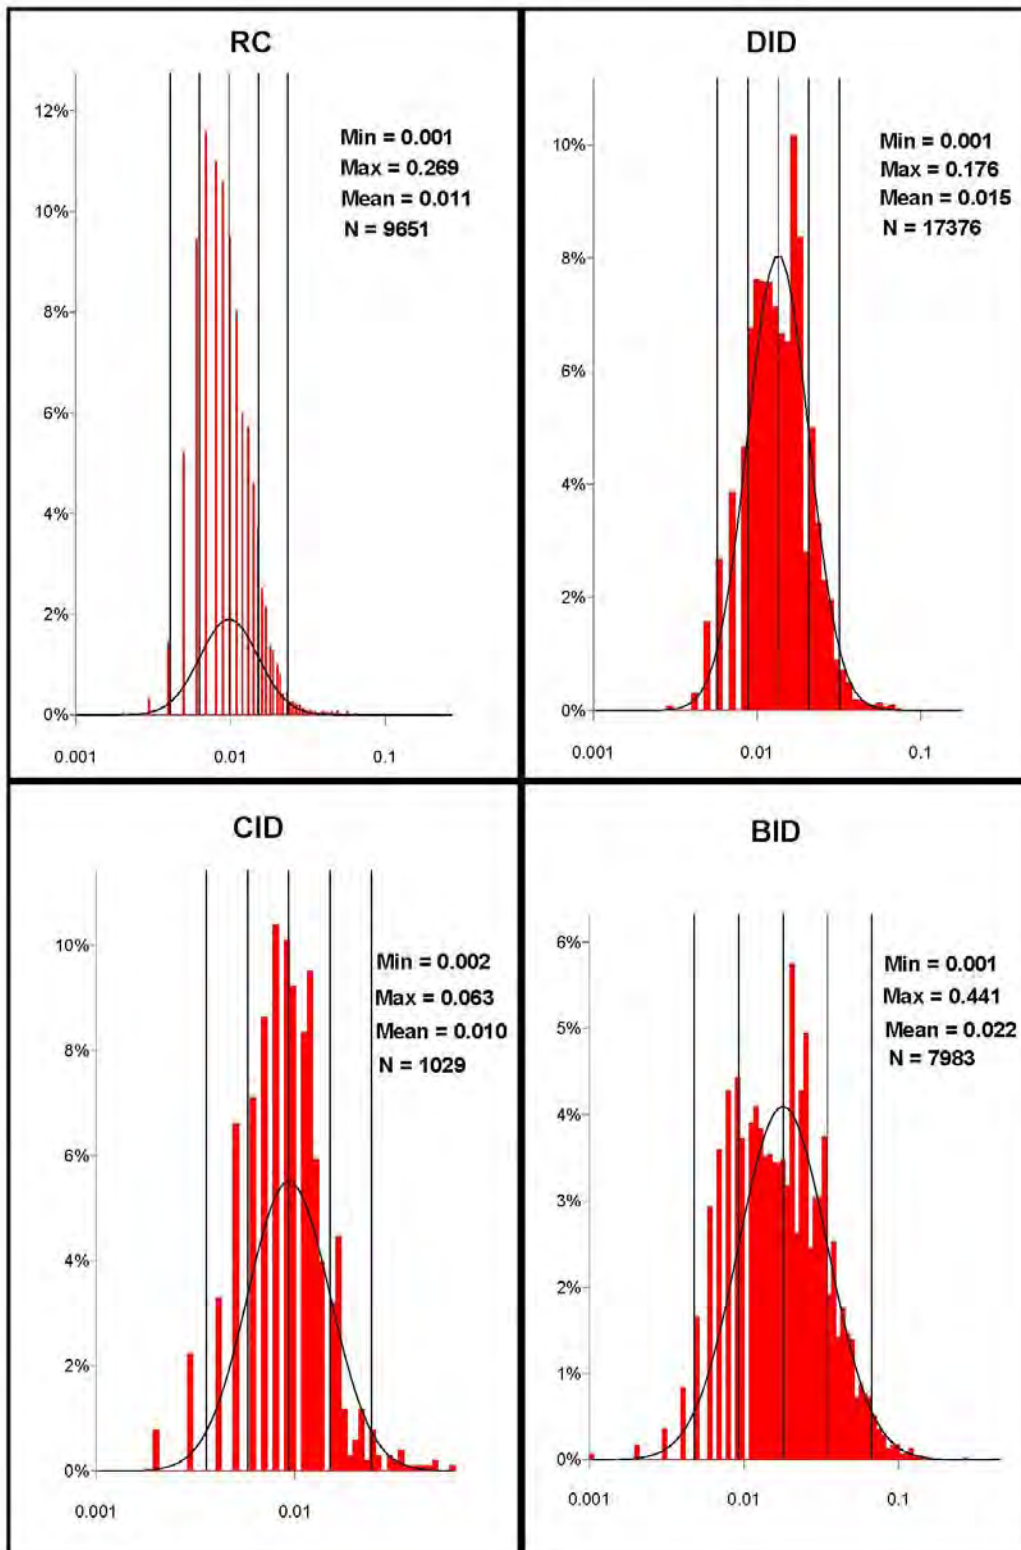 RC
12%
10%
8%
6%
4%
2%
0%
0.001
0.01
0.1
Min = 0.001
Max = 0.269
Mean = 0.011
N = 9651
DID
10%
8%
6%
4%
2%
0%
0.001
0.01
0.1
Min = 0.001
Max = 0.176
Mean = 0.015
N = 17376
CID
10%
8%
6%
4%
2%
0%
0.001
0.01
Min = 0.002
Max = 0.063
Mean = 0.010
N = 1029
BID
6%
5%
4%
3%
2%
1%
0%
0.001
0.01
0.1
Min = 0.001
Max = 0.441
Mean = 0.022
N = 7983